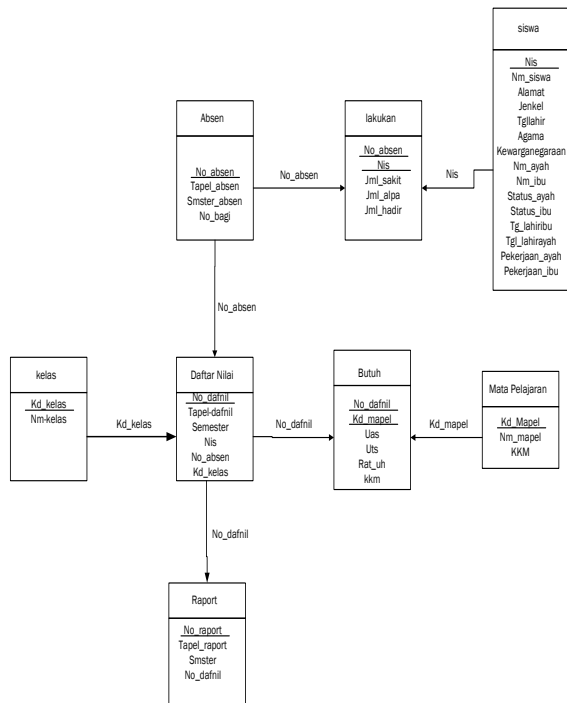 siswa
Nis
Nm_siswa
Alamat
Jenkel
Tgllahir
Agama
Kewarganegaraan
Nm_ayah
Nm_ibu
Status_ayah
Status_ibu
Tg_lahiribu
Tgl_lahirayah
Pekerjaan_ayah
Pekerjaan_ibu
Absen
No_absen
Tapel_absen
Smster_absen
No_bagi
No_absen
lakukan
No_absen
Nis
Jml_sakit
Jml_alpa
Jml_hadir
Nis
No_absen
kelas
Kd_kelas
Nm-kelas
Kd_kelas
Daftar Nilai
No_dafnil
Tapel-dafnil
Semester
Nis
No_absen
Kd_kelas
No_dafnil
Butuh
No_dafnil
Kd_mapel
Uas
Uts
Rat_uh
kkm
Kd_mapel
Mata Pelajaran
Kd_Mapel
Nm_mapel
KKM
No_dafnil
Raport
No_raport
Tapel_raport
Smster
No_dafnil